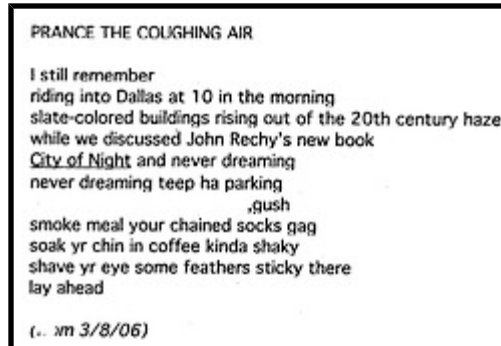 PRANCE THE COUGHING AIR
I still remember
riding into Dallas at 10 in the morning
slate-colored buildings rising out of the 20th century haze
while we discussed John Rechy's new book
City of Night and never dreaming
never dreaming teep ha parking
,gush
smoke meal your chained socks gag
soak yr chin in coffee kinda shaky
shave yr eye some feathers sticky there
lay ahead
3/8/06)